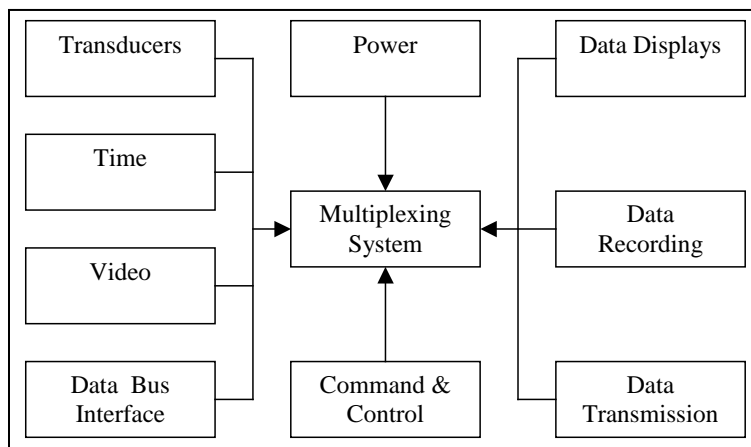 Transducers
Power
Data Displays
Time
Multiplexing
System
Data
Recording
Video
Data Bus
Interface
Command &
Control
Data
Transmission